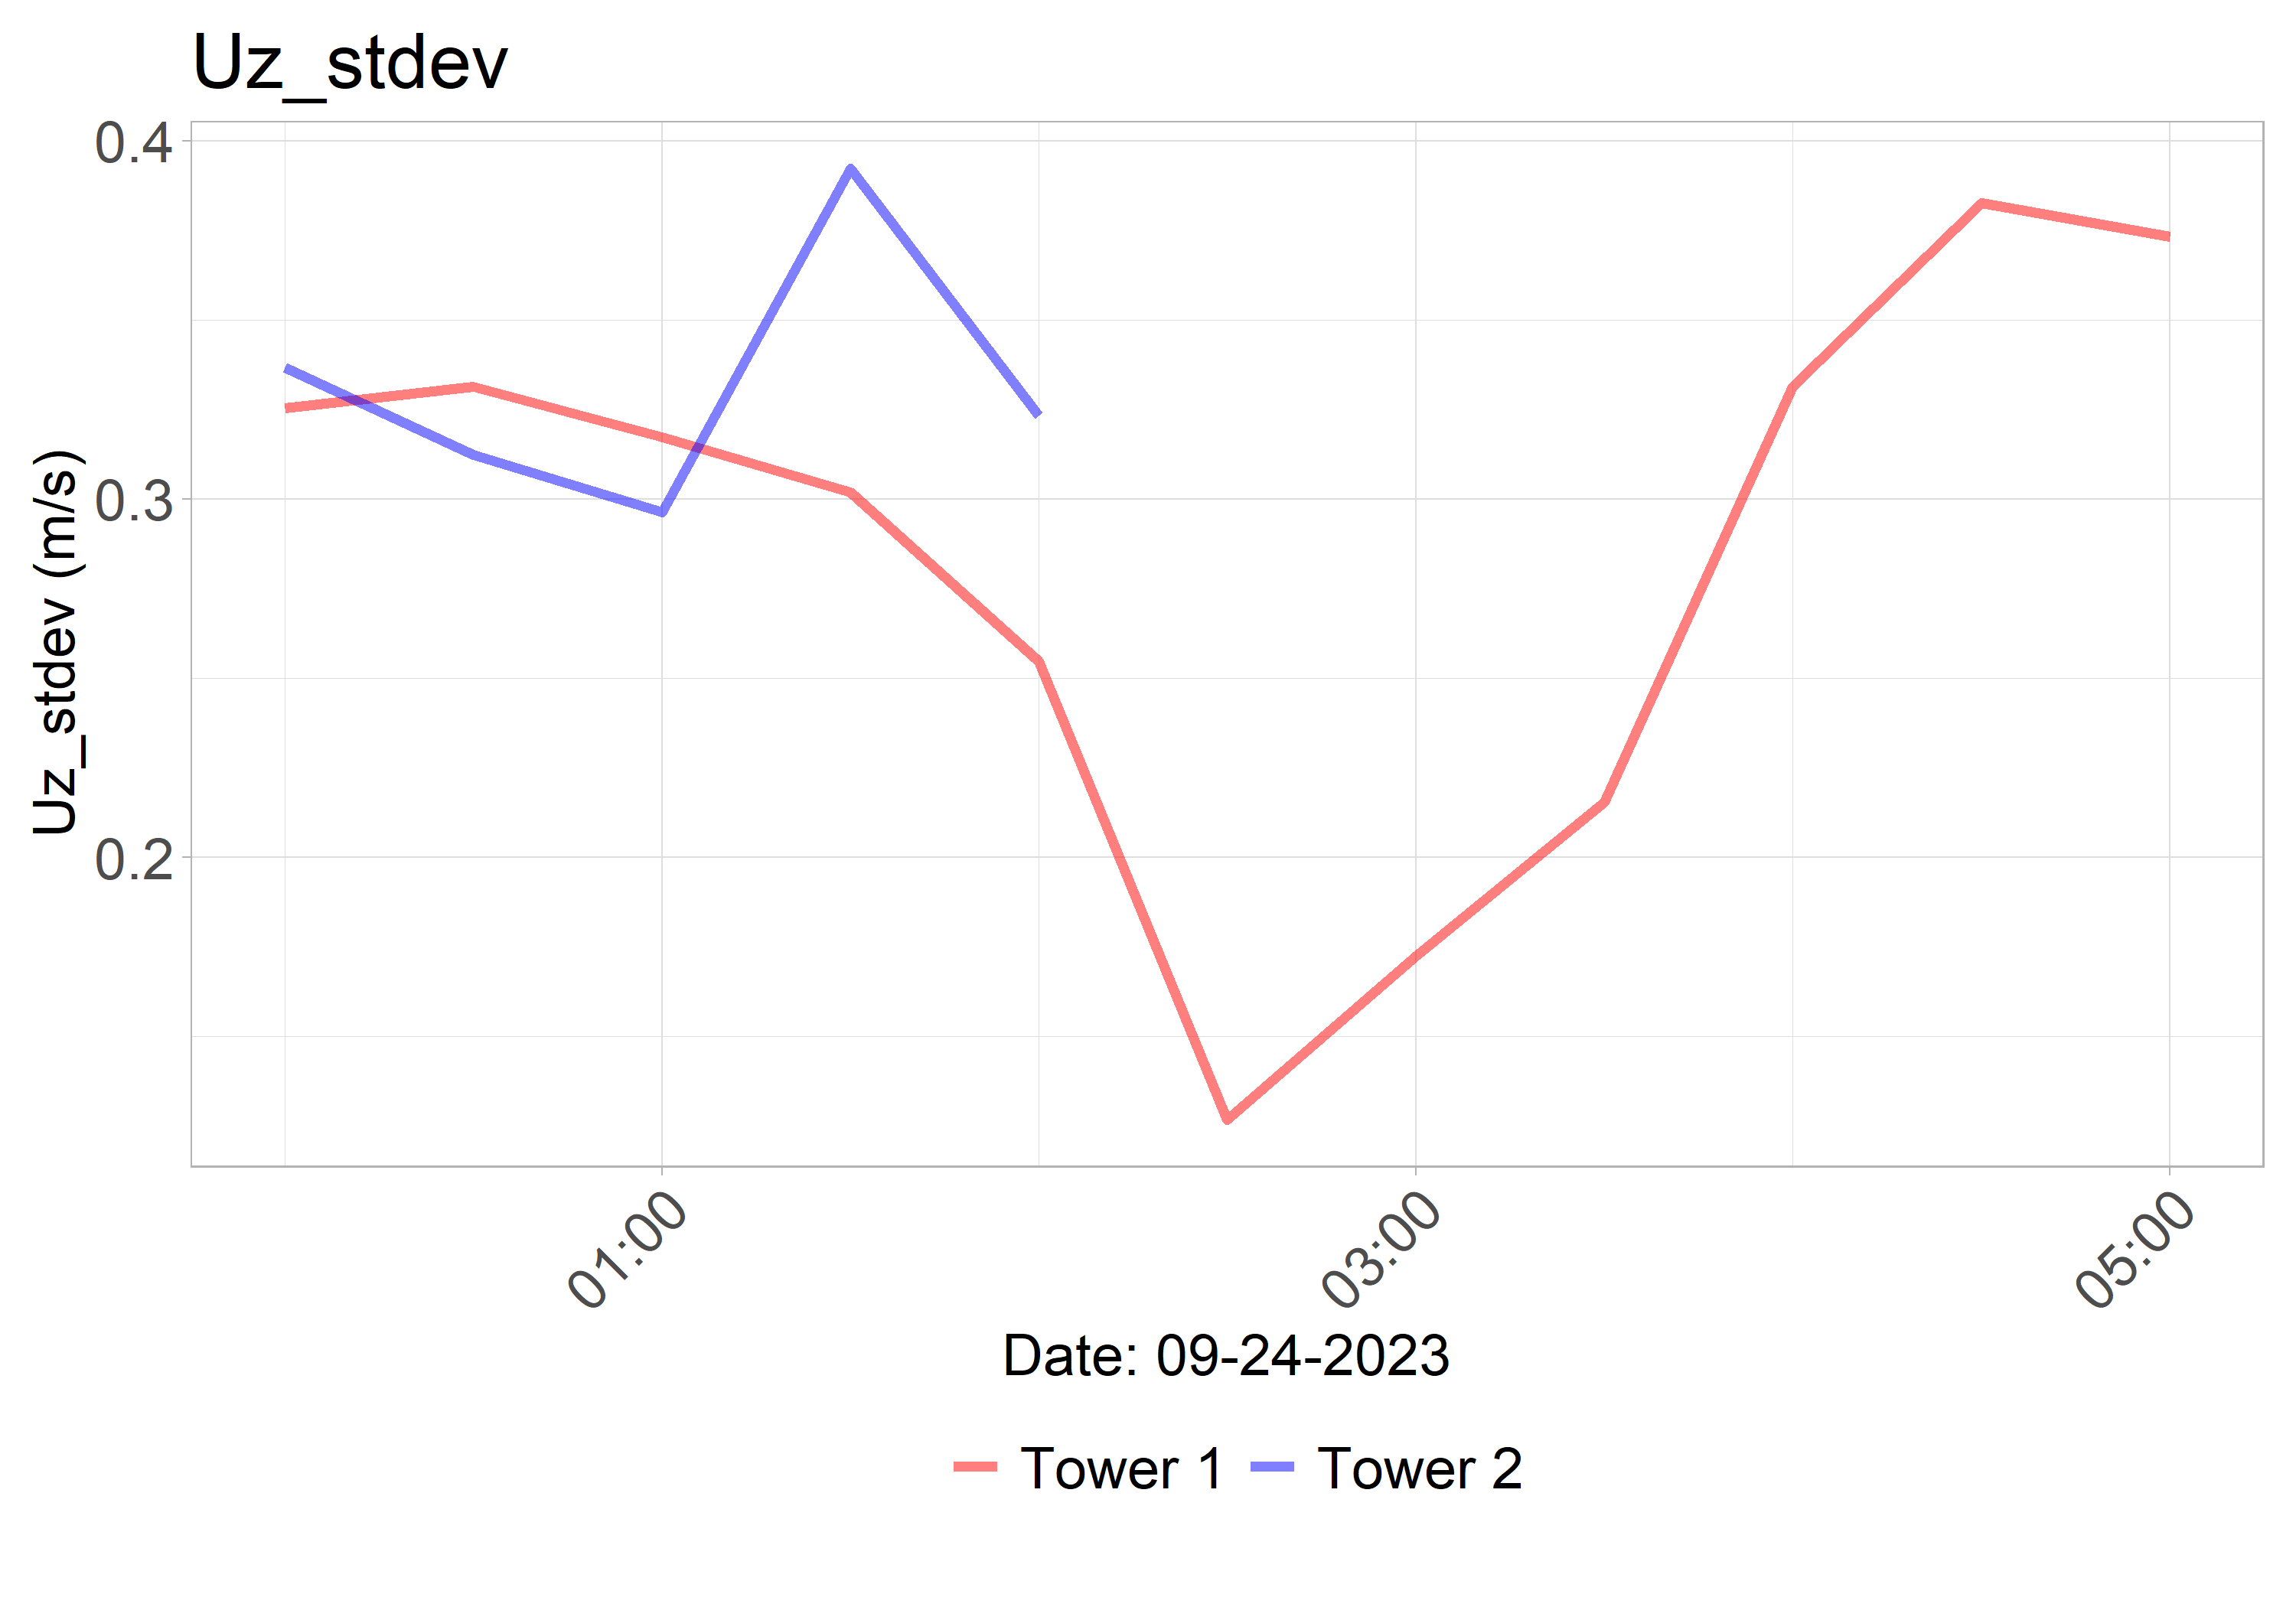 Uz_stdev
Uz_stdev (m/s)
0.4
0.3
0.2
01:00
03:00
05:00
Date: 09-24-2023
Tower 1
Tower 2